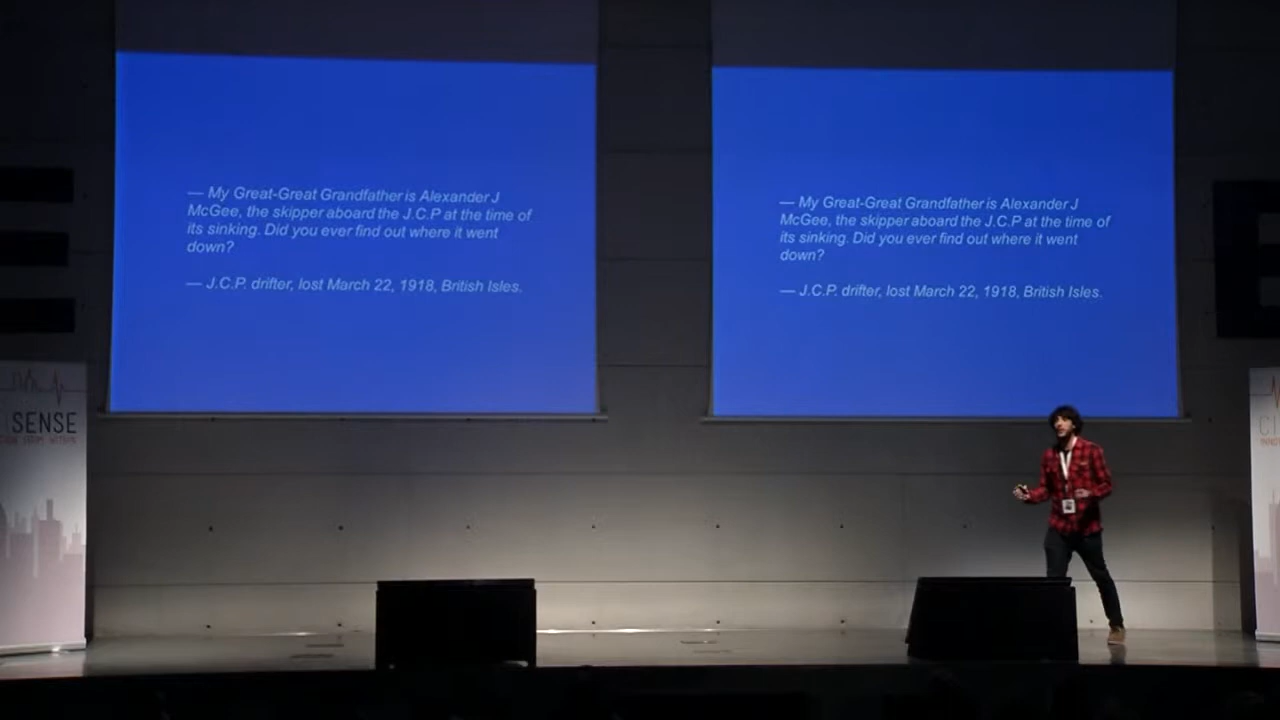 — My Great-Great Grandfather is Alexander J
McGee, the skipper aboard the J.C.P at the time of
its sinking. Did you ever find out where it went
down?
— J.C.P. drifter, lost March 22, 1918, British Isles.
— My Great-Great Grandfather is Alexander J
McGee, the skipper aboard the J.C.P at the time of
its sinking. Did you ever find out where it went
down?
— J.C.P. drifter, lost March 22, 1918, British Isles.
SENSE